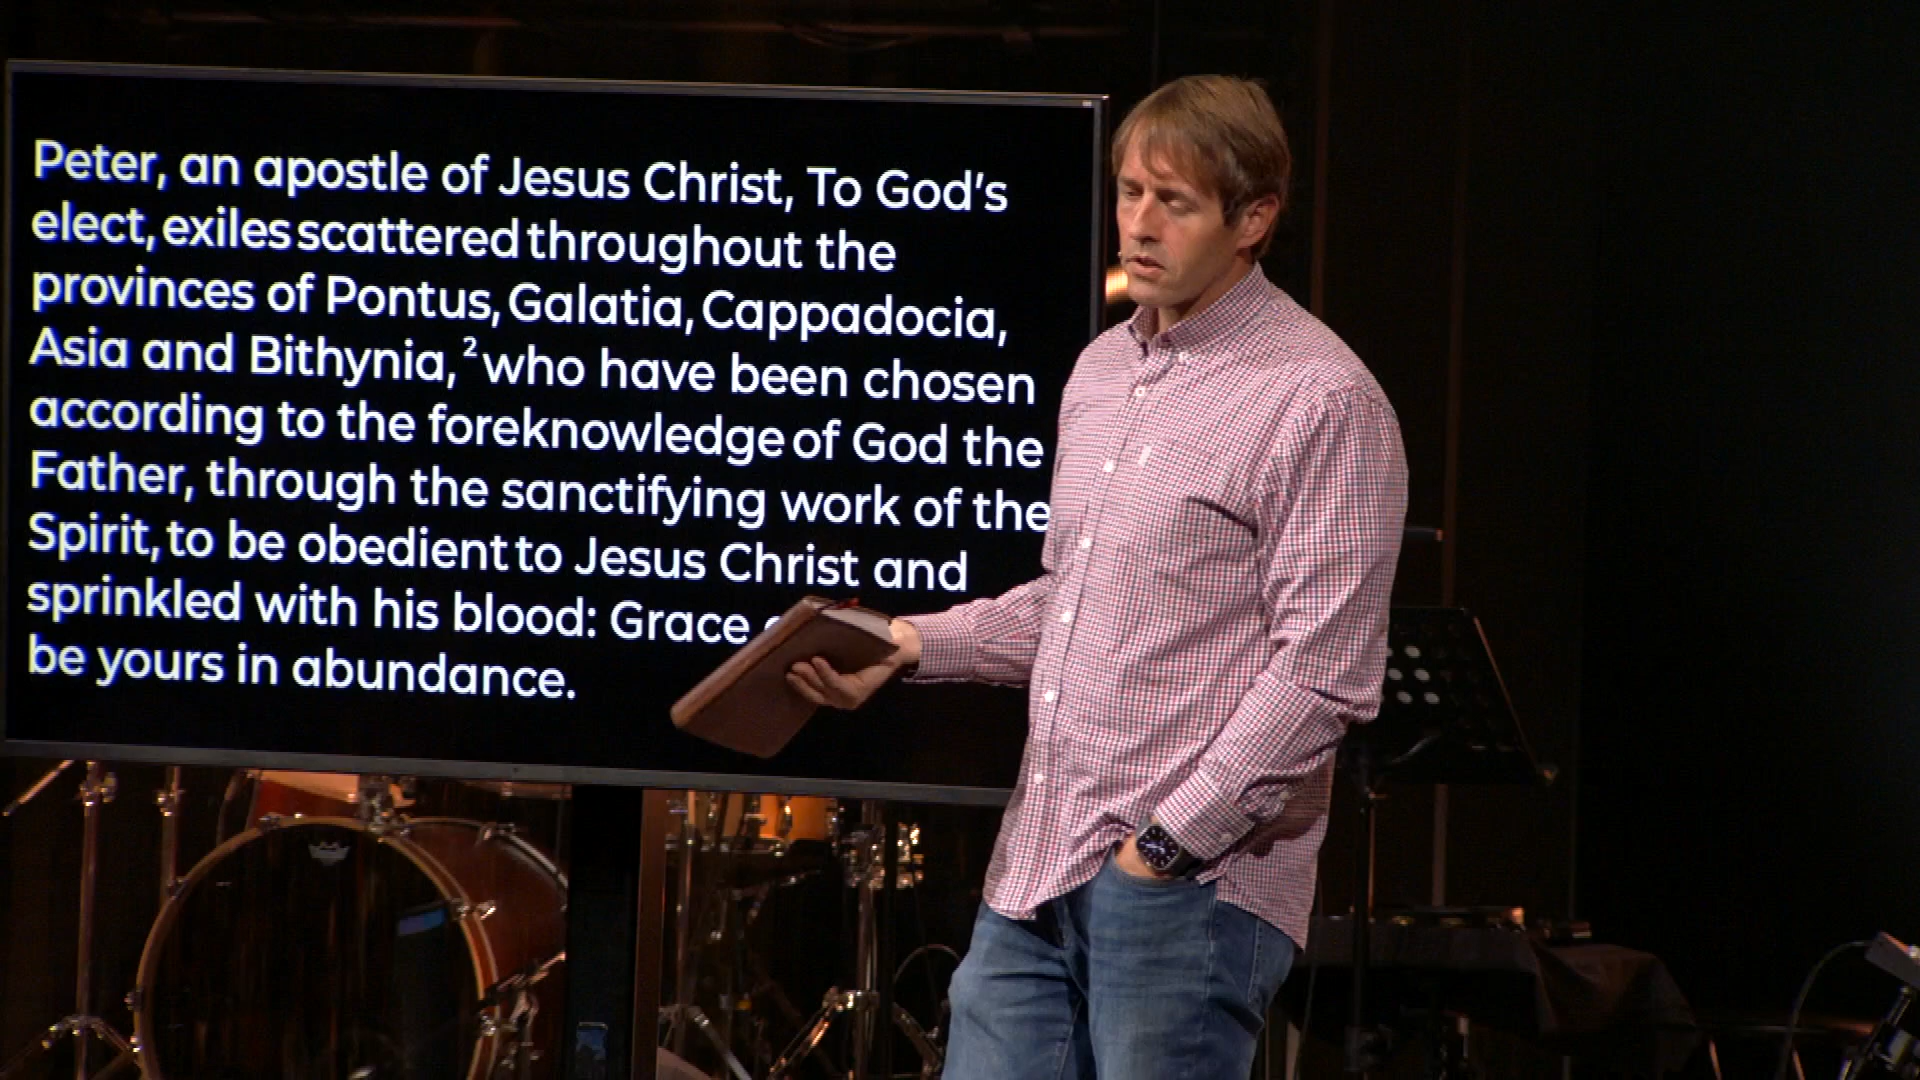 Peter, an apostle of Jesus Christ, To God's
elect, exiles scattered throughout the
provinces of Pontus, Galatia, Cappadocia,
Asia and Bithynia, ² who have been chosen
according to the foreknowledge of God the
Father, through the sanctifying work of the
Spirit, to be obedient to Jesus Christ and
sprinkled with his blood: Grace
be yours in abundance.